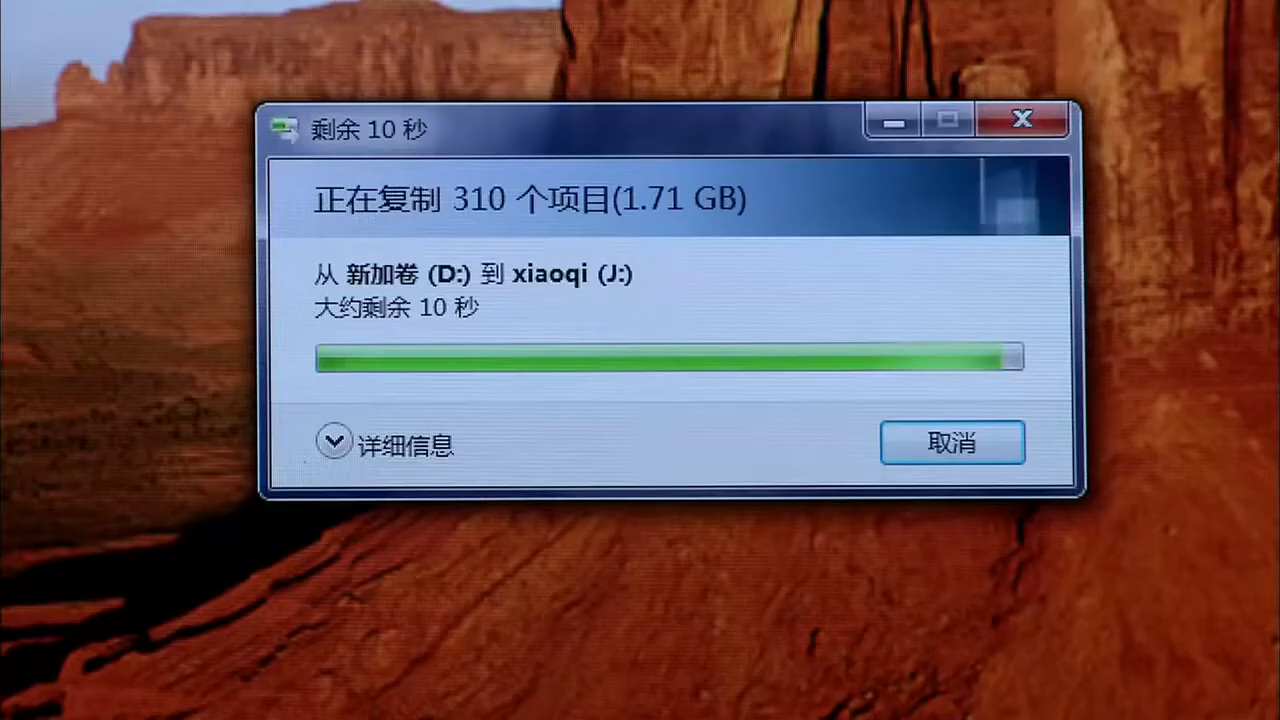 剩余 10 秒
正在复制 310 个项目(1.71 GB)
从 新加卷 (D:) 到 xiaoqi (J:)
大约剩余 10 秒
详细信息
取消